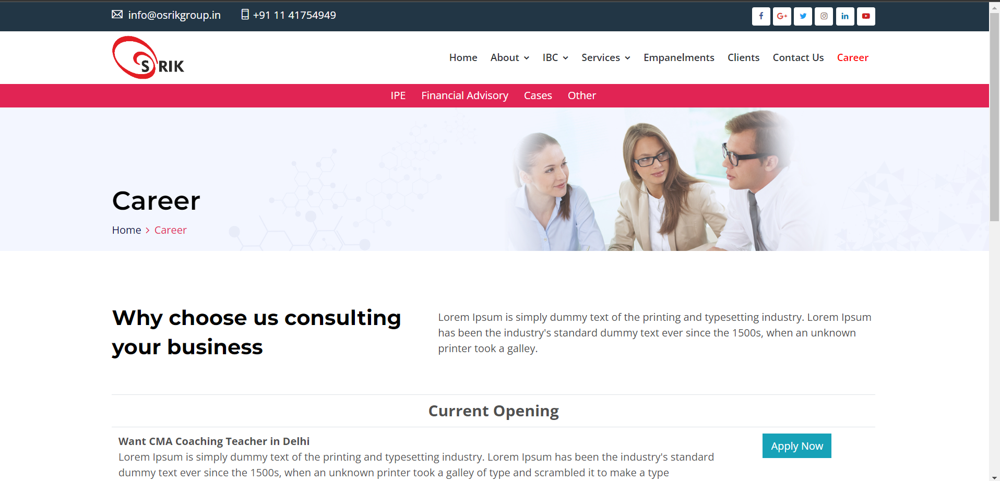 info@osrikgroup.in +91 11 41754949
OSRIK
Home About IBC Services Empanelments Clients Contact Us Career
IPE Financial Advisory Cases Other
Career
Home > Career
Why choose us consulting
your business
Lorem Ipsum is simply dummy text of the printing and typesetting industry. Lorem Ipsum
has been the industry's standard dummy text ever since the 1500s, when an unknown
printer took a galley.
Current Opening
Want CMA Coaching Teacher in Delhi
Lorem Ipsum is simply dummy text of the printing and typesetting industry. Lorem Ipsum has been the industry's standard
dummy text ever since the 1500s, when an unknown printer took a galley of type and scrambled it to make a type
Apply Now